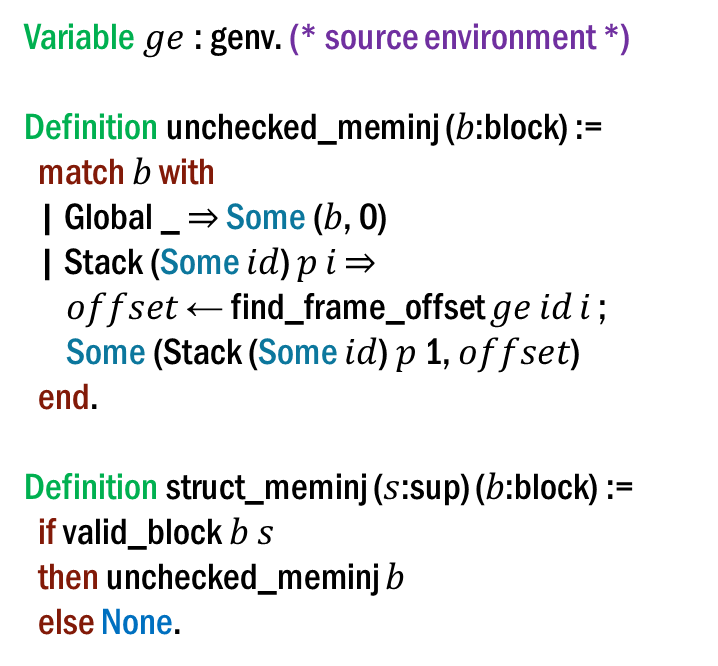 Variable ge : genv. (* source environment *)
Definition unchecked_meminj (b:block) :=
match b with
| Global _ ⇒ Some (b, 0)
| Stack (Some id) p i ⇒
offset ← find_frame_offset ge id i ;
Some (Stack (Some id) p 1, offset)
end.
Definition struct_meminj (s:sup) (b:block) :=
if valid_block b s
then unchecked_meminj b
else None.